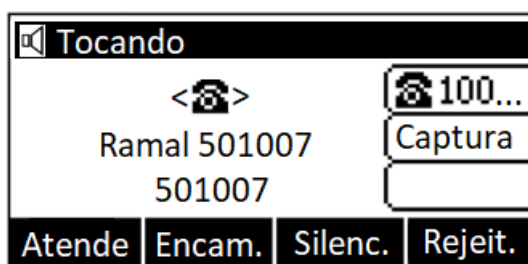 Tocando
<☎>
☎ 100...
Ramal 501007
Captura
501007
Atende Encam. Silenc. Rejeit.